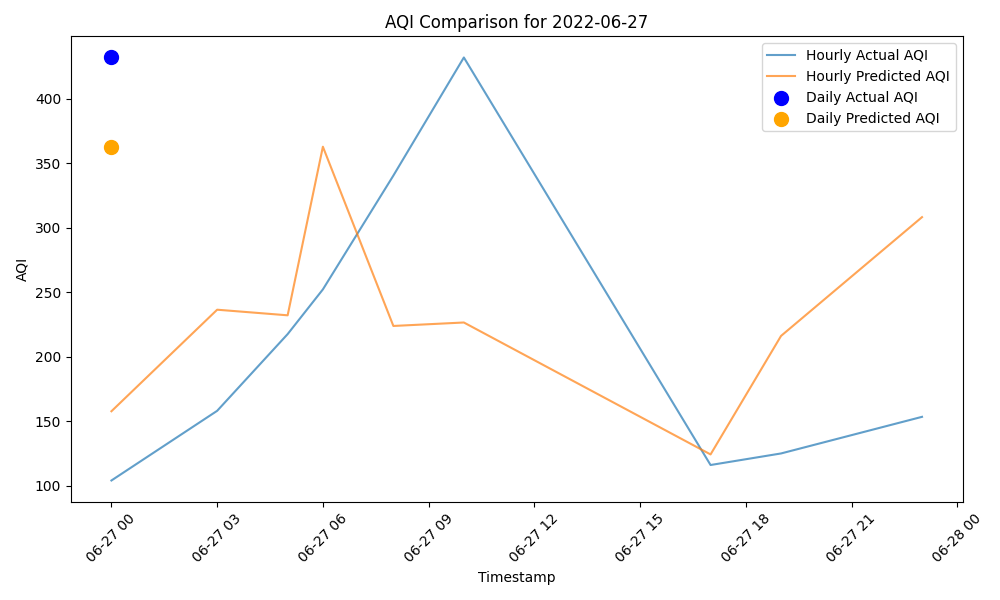 AQI Comparison for 2022-06-27
Hourly Actual AQI
Hourly Predicted AQI
Daily Actual AQI
Daily Predicted AQI
AQI
400
350
300
250
200
150
100
06-27 00
06-27 03
06-27 06
06-27 09
06-27 12
06-27 15
06-27 18
06-27 21
06-28 00
Timestamp